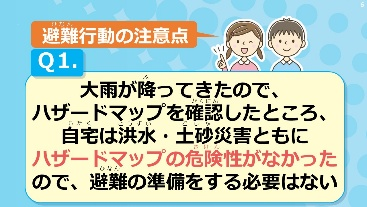 避難行動の注意点
Q1.
大雨が降ってきたので、
ハザードマップを確認したところ、
自宅は洪水・土砂災害ともに
ハザードマップの危険性がなかった
ので、避難の準備をする必要はない